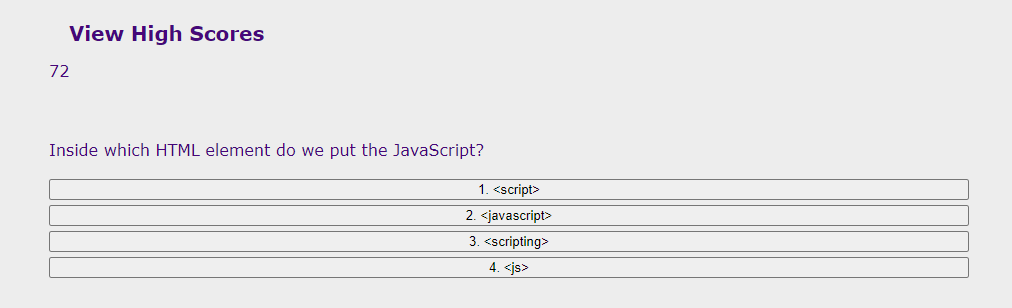 View High Scores
72
Inside which HTML element do we put the JavaScript?
1. <script>
2. <javascript>
3. <scripting>
4. <js>